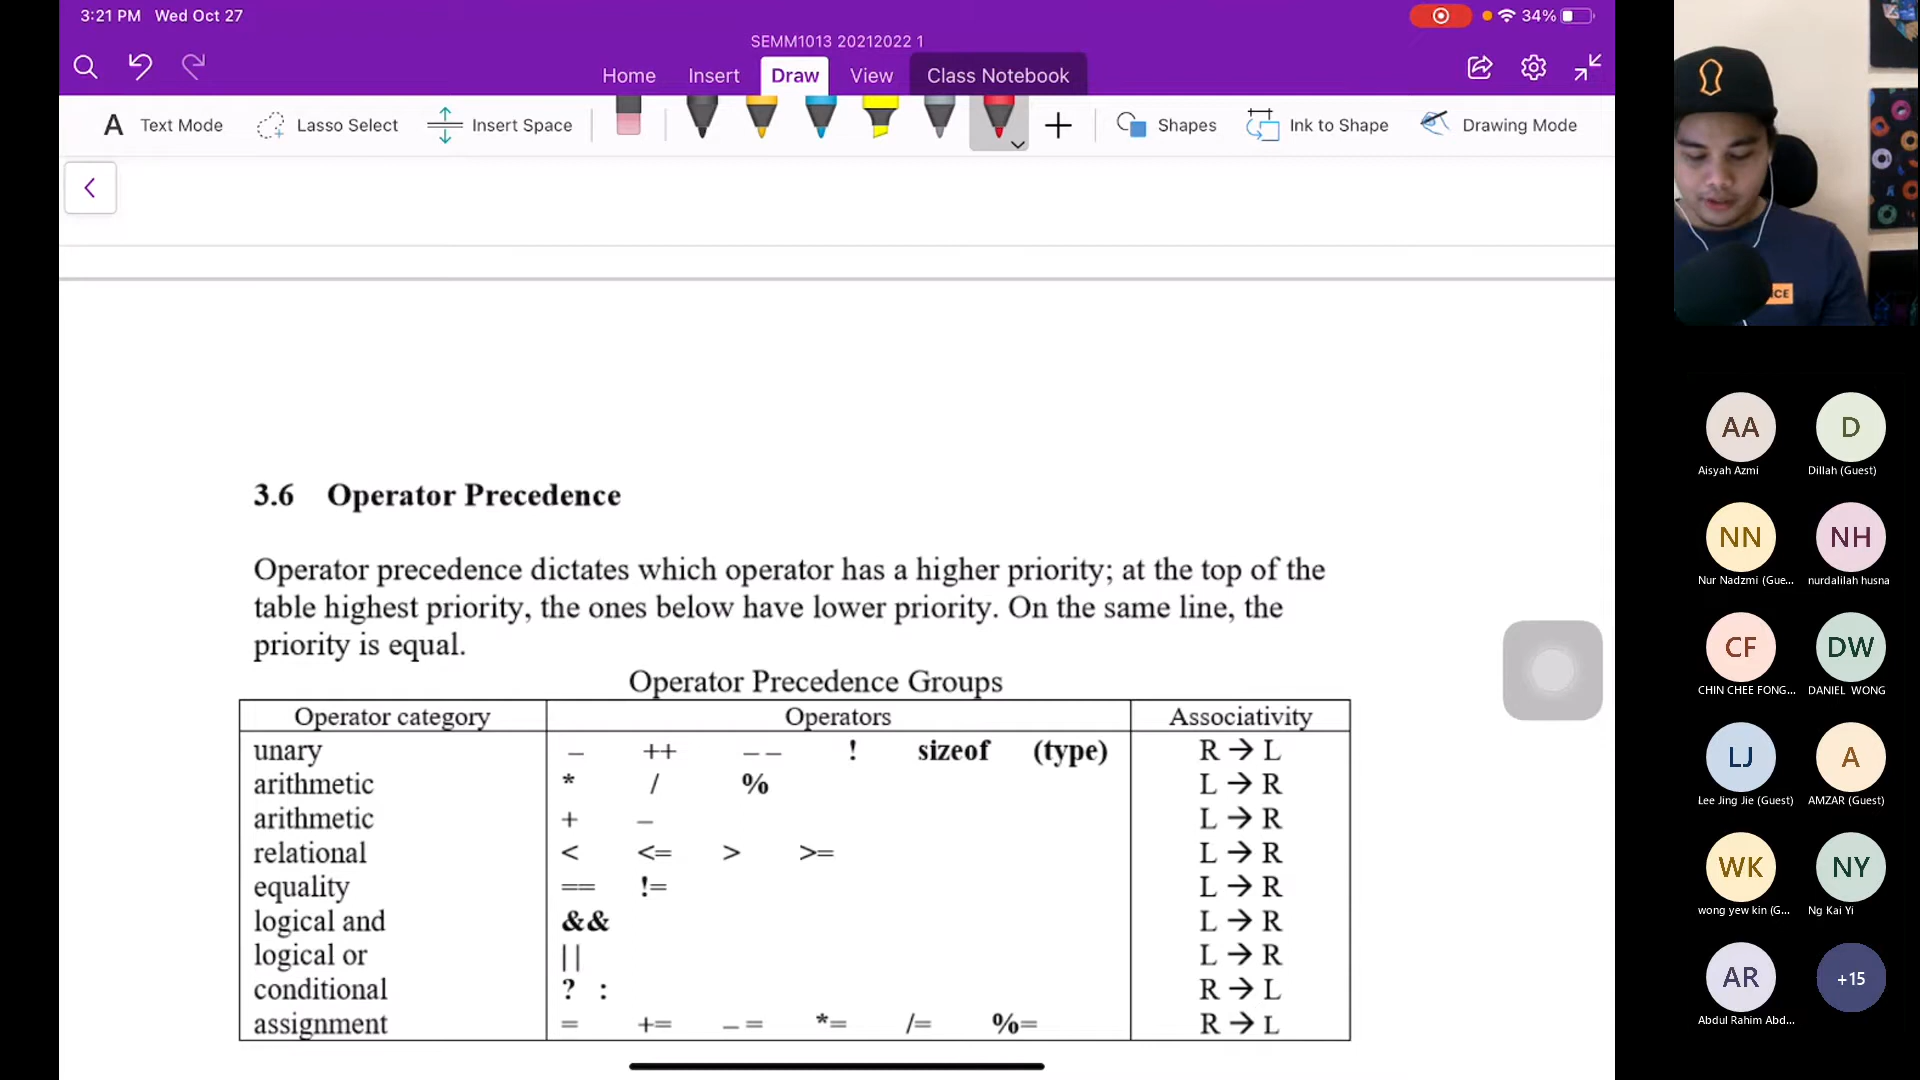 3:21 PM Wed Oct 27
34%
SEMM1013 20212022 1
Home Insert Draw View Class Notebook
A Text Mode Lasso Select Insert Space Shapes Ink to Shape Drawing Mode
3.6 Operator Precedence
Operator precedence dictates which operator has a higher priority; at the top of the
table highest priority, the ones below have lower priority. On the same line, the
priority is equal.
Operator Precedence Groups
Operator category Operators Associativity
unary – ++ – – ! sizeof (type) R → L
arithmetic * / % L → R
arithmetic + – L → R
relational < <= > >= L → R
equality == != L → R
logical and && L → R
logical or || L → R
conditional ? : R → L
assignment = += – = *= /= %= R → L
AA D
Aisyah Azmi Dillah (Guest)
NN NH
Nur Nadzmi (Gue... nurdalilah husna
CF DW
CHIN CHEE FONG... DANIEL WONG
LJ A
Lee Jing Jie (Guest) AMZAR (Guest)
WK NY
wong yew kin (G... Ng Kai Yi
AR +15
Abdul Rahim Abd...